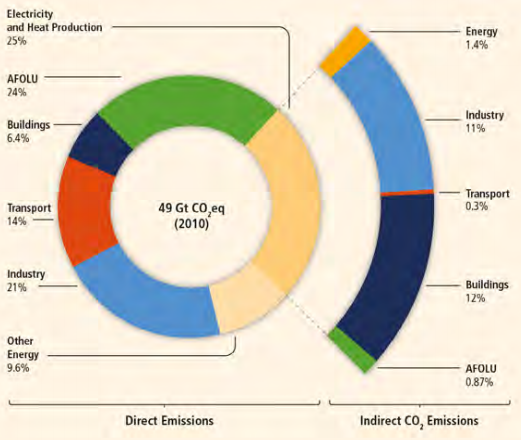 Electricity
and Heat Production
25%
AFOLU
24%
Buildings
6.4%
Transport
14%
Industry
21%
Other
Energy
9.6%
49 Gt CO₂eq
(2010)
Energy
1.4%
Industry
11%
Transport
0.3%
Buildings
12%
AFOLU
0.87%
Direct Emissions
Indirect CO₂ Emissions